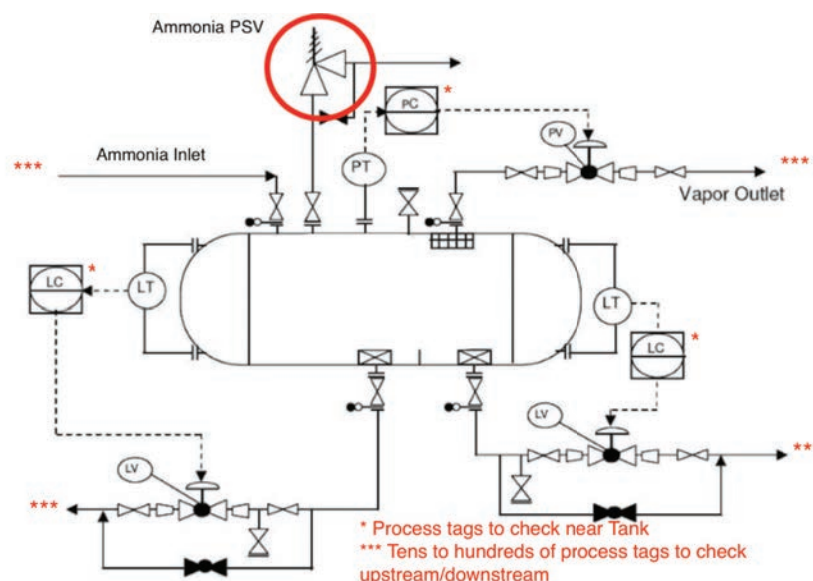 Ammonia PSV
*
PC
***
Ammonia Inlet
PT
PV
***
Vapor Outlet
LC
*
LT
LT
*
LC
LV
**
LV
***
* Process tags to check near Tank
*** Tens to hundreds of process tags to check
upstream/downstream